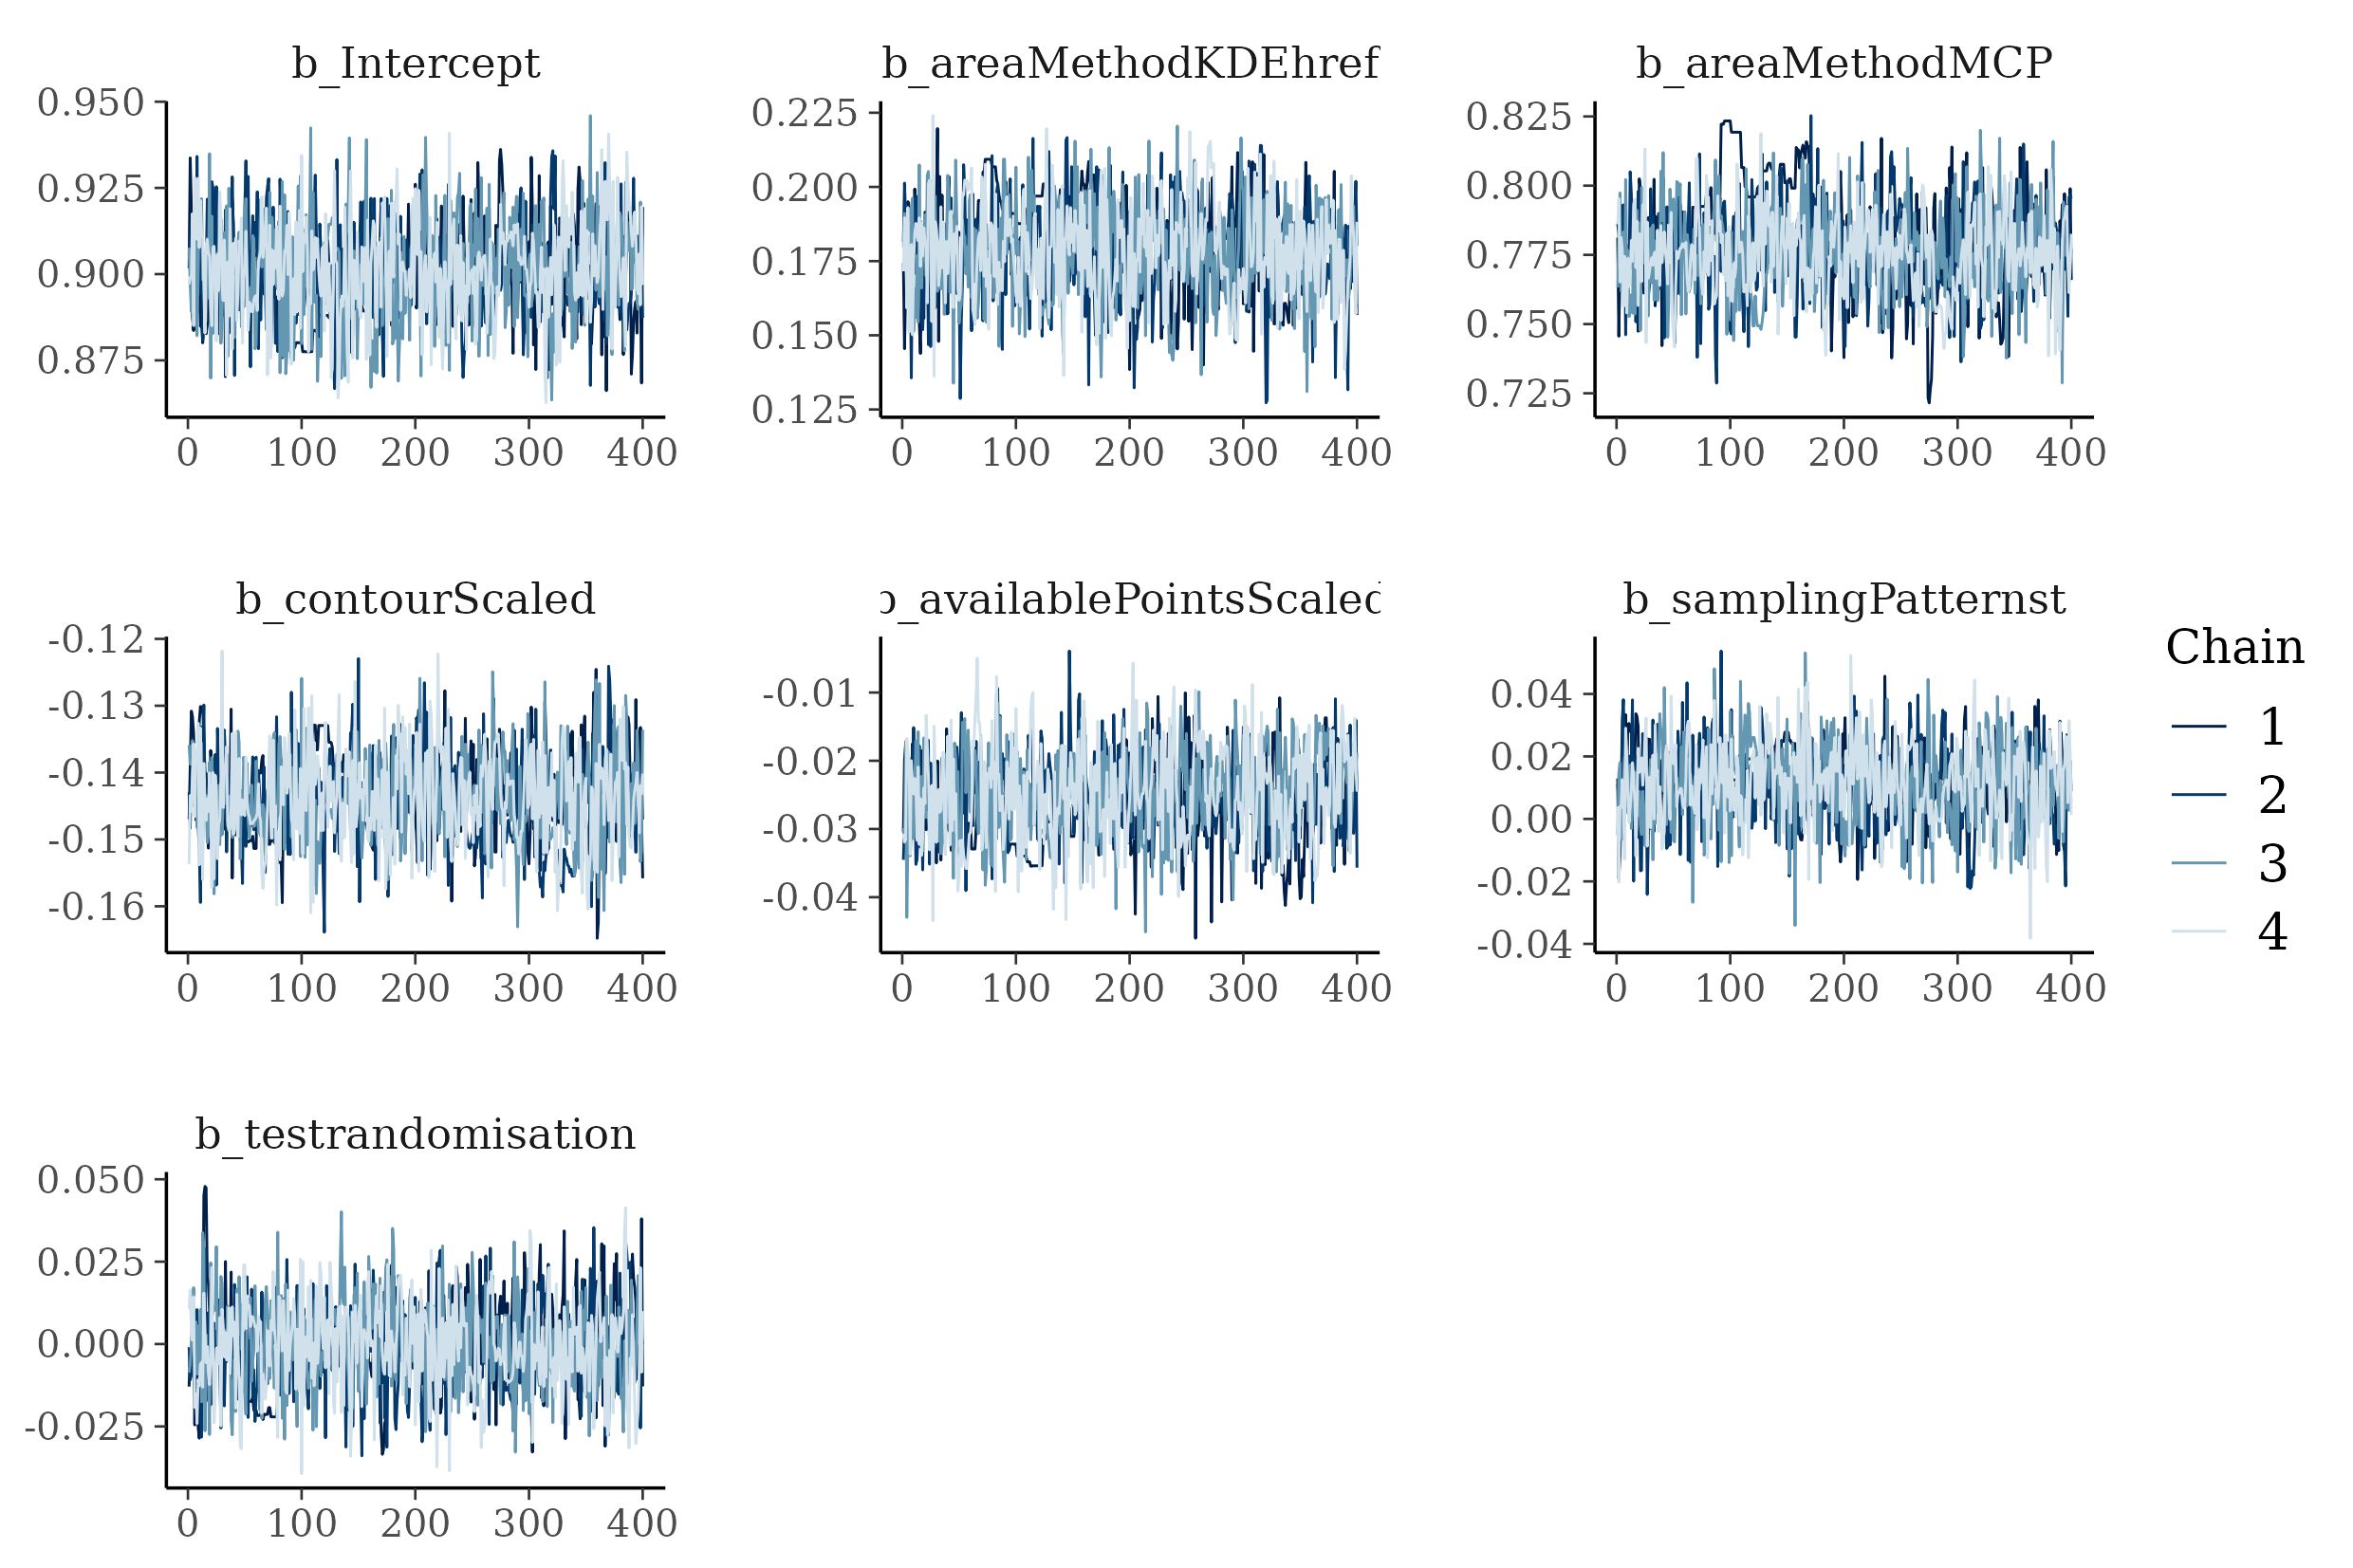 b_Intercept
0.950
0.925
0.900
0.875
0 100 200 300 400
b_areaMethodKDEhref
0.225
0.200
0.175
0.150
0.125
0 100 200 300 400
b_areaMethodMCP
0.825
0.800
0.775
0.750
0.725
0 100 200 300 400
b_contourScaled
-0.12
-0.13
-0.14
-0.15
-0.16
0 100 200 300 400
b_availablePointsScaled
-0.01
-0.02
-0.03
-0.04
0 100 200 300 400
b_samplingPatternst
0.04
0.02
0.00
-0.02
-0.04
0 100 200 300 400
Chain
1
2
3
4
b_testrandomisation
0.050
0.025
0.000
-0.025
0 100 200 300 400